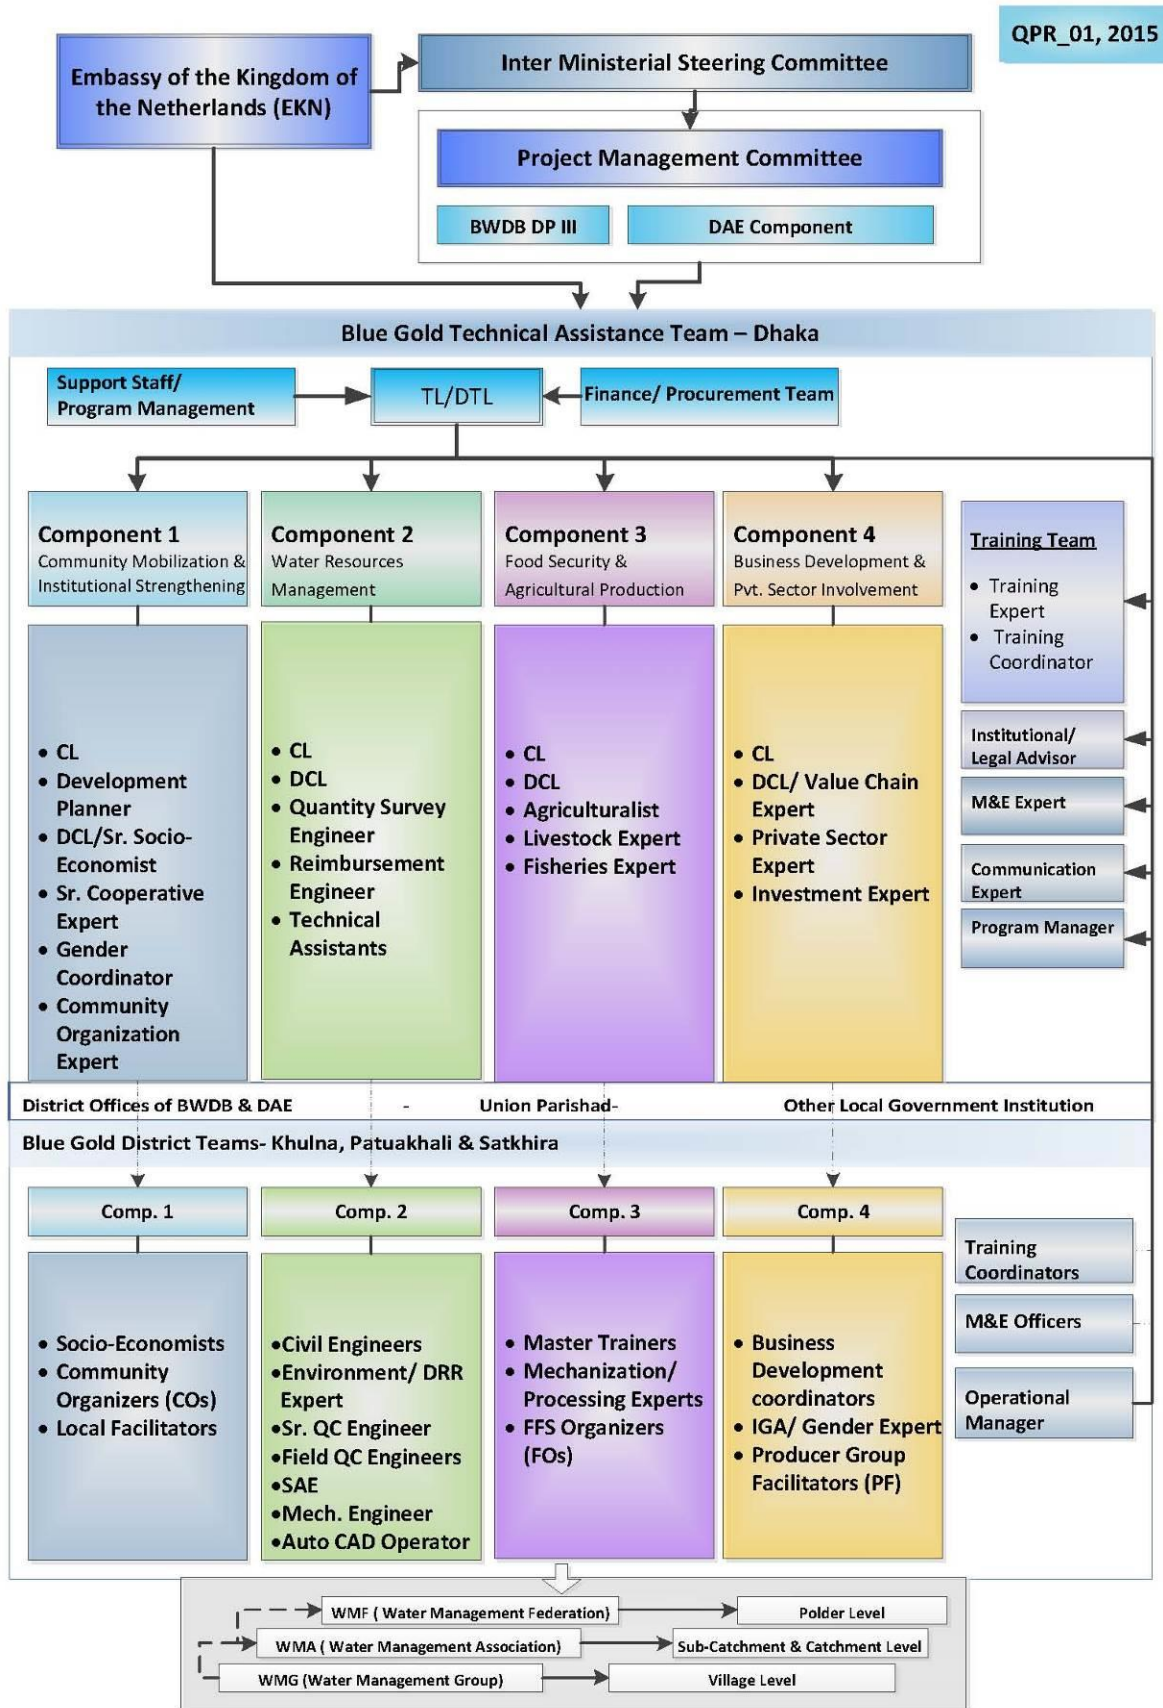 QPR_01, 2015
Embassy of the Kingdom of
the Netherlands (EKN)
Inter Ministerial Steering Committee
Project Management Committee
BWDB DP III
DAE Component
Blue Gold Technical Assistance Team – Dhaka
Support Staff/
Program Management
TL/DTL
Finance/ Procurement Team
Component 1
Community Mobilization &
Institutional Strengthening
Component 2
Water Resources
Management
Component 3
Food Security &
Agricultural Production
Component 4
Business Development &
Pvt. Sector Involvement
Training Team
• Training
Expert
• Training
Coordinator
• CL
• Development
Planner
• DCL/Sr. Socio-
Economist
• Sr. Cooperative
Expert
• Gender
Coordinator
• Community
Organization
Expert
• CL
• DCL
• Quantity Survey
Engineer
• Reimbursement
Engineer
• Technical
Assistants
• CL
• DCL
• Agriculturalist
• Livestock Expert
• Fisheries Expert
• CL
• DCL/ Value Chain
Expert
• Private Sector
Expert
• Investment Expert
Institutional/
Legal Advisor
M&E Expert
Communication
Expert
Program Manager
District Offices of BWDB & DAE - Union Parishad- Other Local Government Institution
Blue Gold District Teams- Khulna, Patuakhali & Satkhira
Comp. 1
Comp. 2
Comp. 3
Comp. 4
• Socio-Economists
• Community
Organizers (COs)
• Local Facilitators
•Civil Engineers
•Environment/ DRR
Expert
•Sr. QC Engineer
•Field QC Engineers
•SAE
•Mech. Engineer
•Auto CAD Operator
• Master Trainers
• Mechanization/
Processing Experts
• FFS Organizers
(FOs)
• Business
Development
coordinators
• IGA/ Gender Expert
• Producer Group
Facilitators (PF)
Training
Coordinators
M&E Officers
Operational
Manager
WMF ( Water Management Federation)
Polder Level
WMA ( Water Management Association)
Sub-Catchment & Catchment Level
WMG (Water Management Group)
Village Level